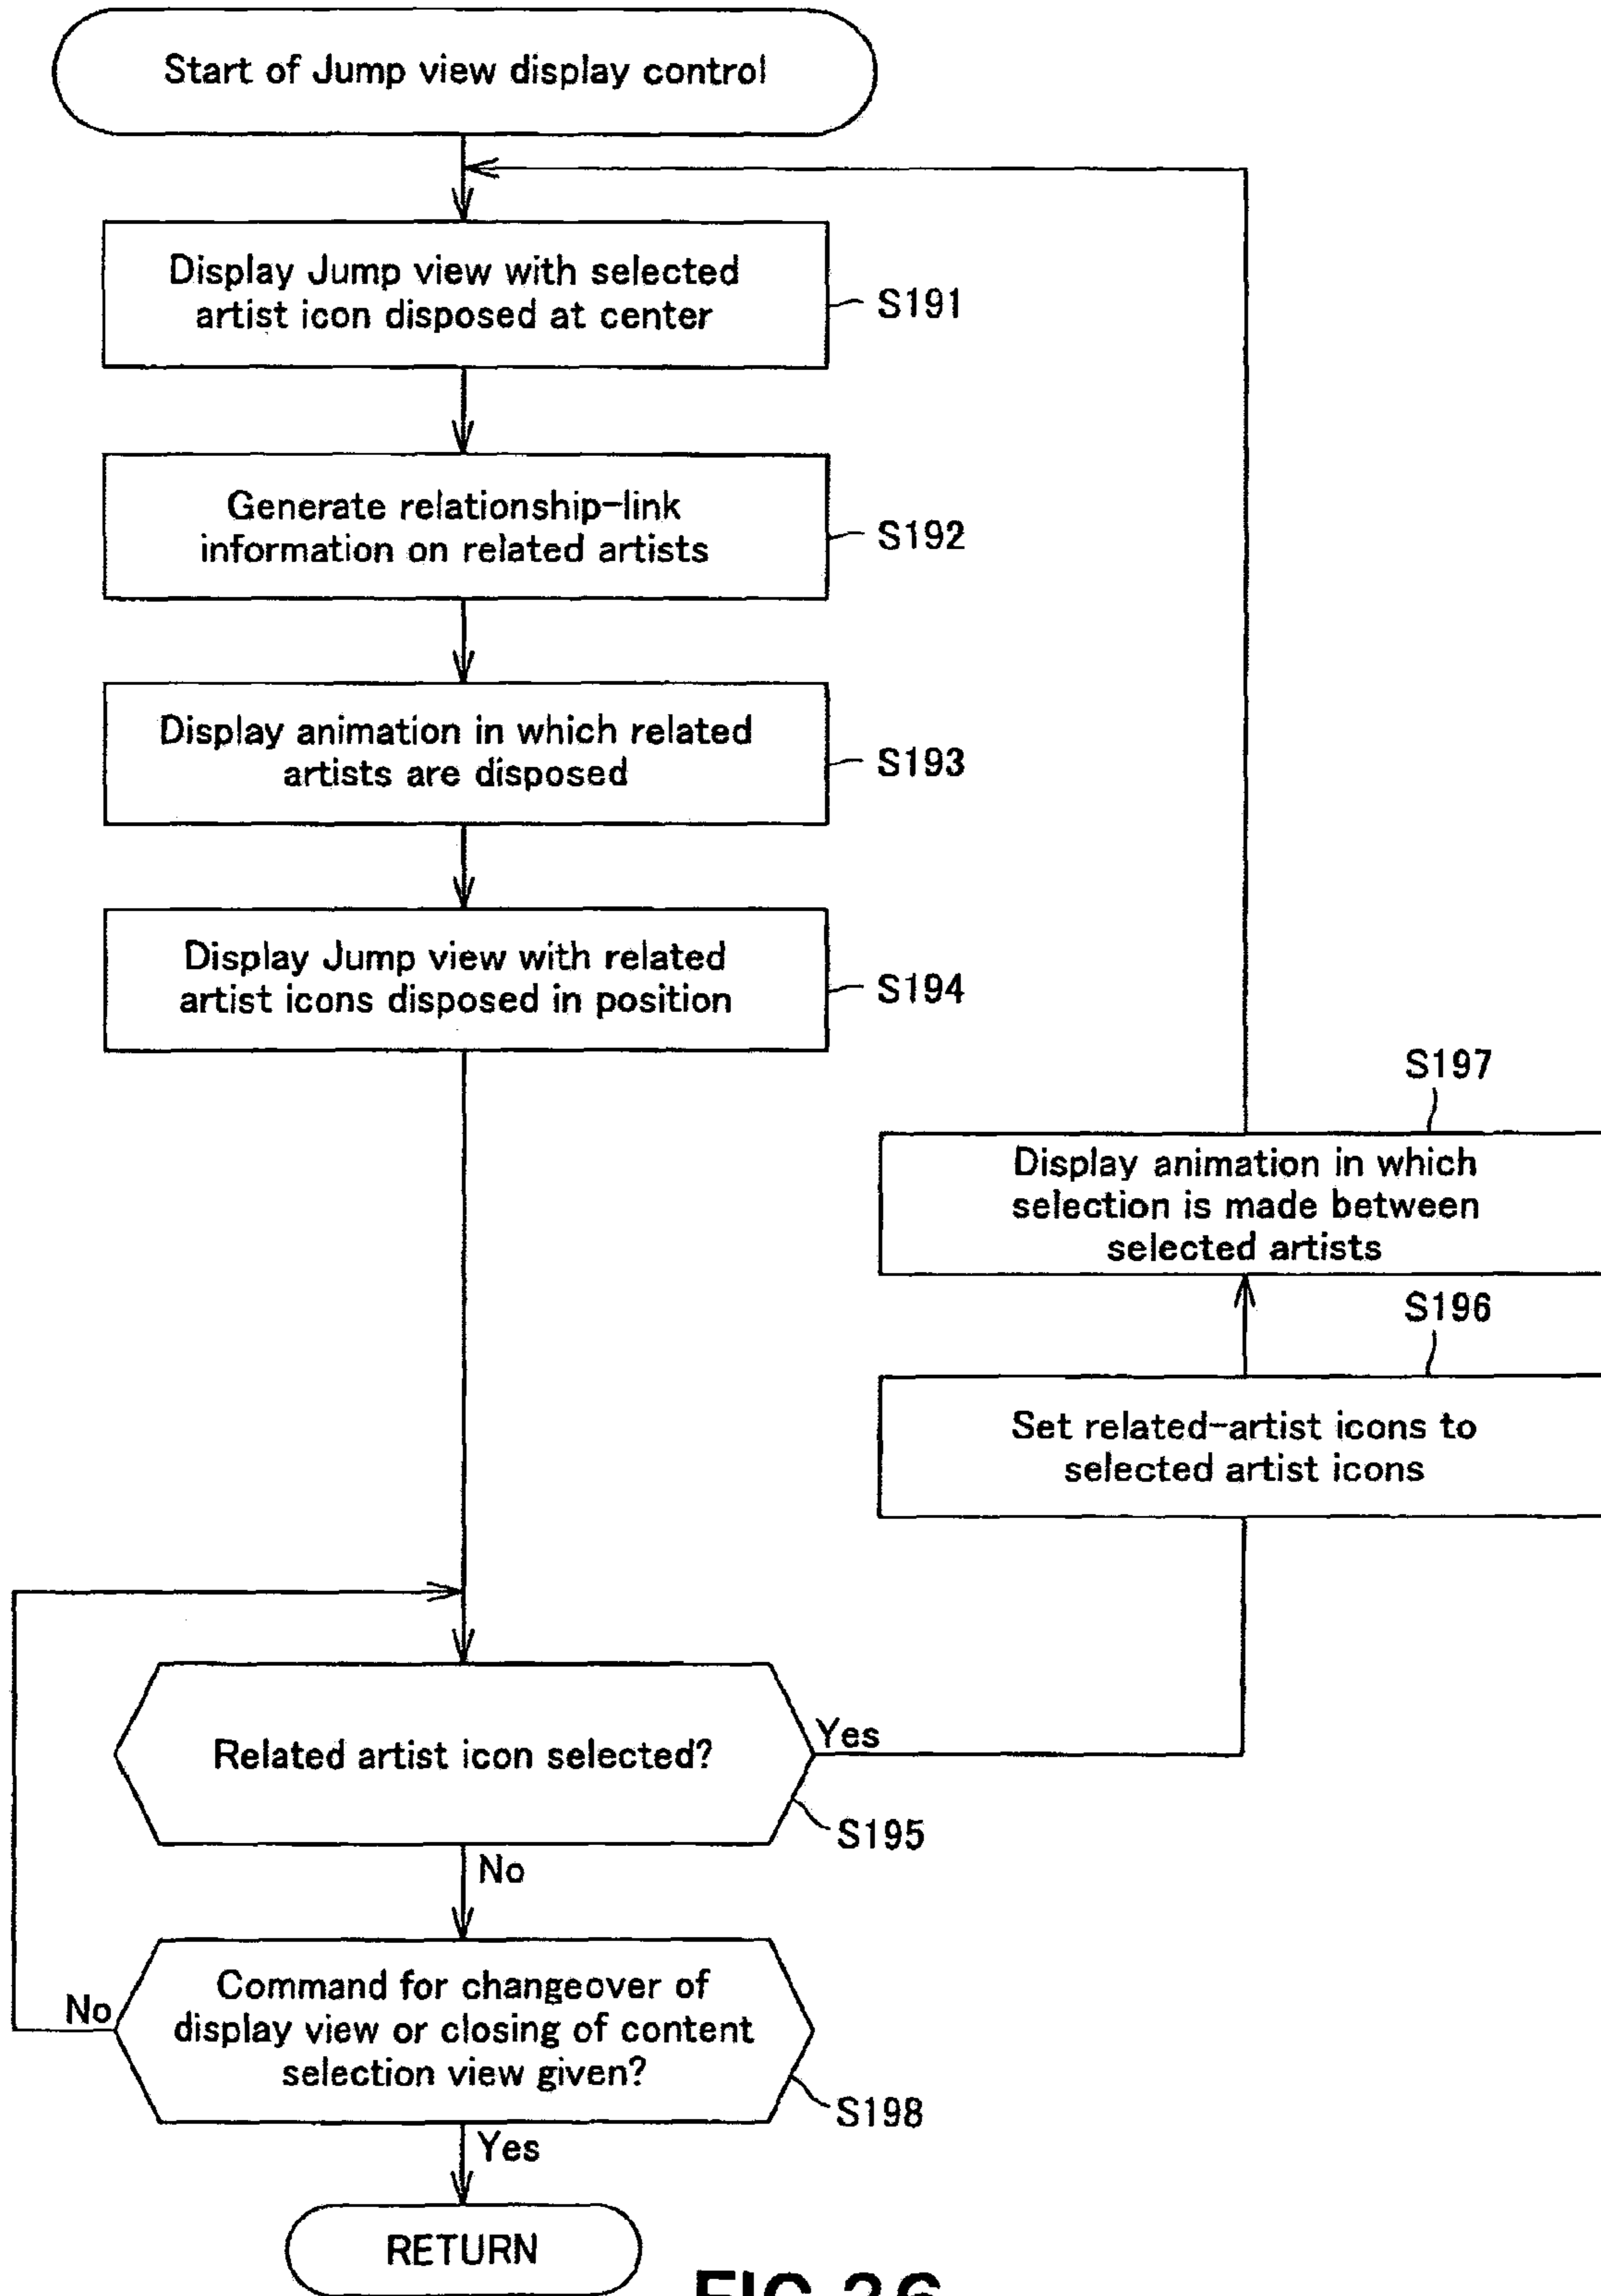 Start of Jump view display control
Display Jump view with selected
artist icon disposed at center
S191
Generate relationship-link
information on related artists
S192
Display animation in which related
artists are disposed
S193
Display Jump view with related
artist icons disposed in position
S194
S197
Display animation in which
selection is made between
selected artists
S196
Set related-artist icons to
selected artist icons
Related artist icon selected?
Yes
S195
No
Command for changeover of
display view or closing of content
selection view given?
No
S198
Yes
RETURN
FIG.26